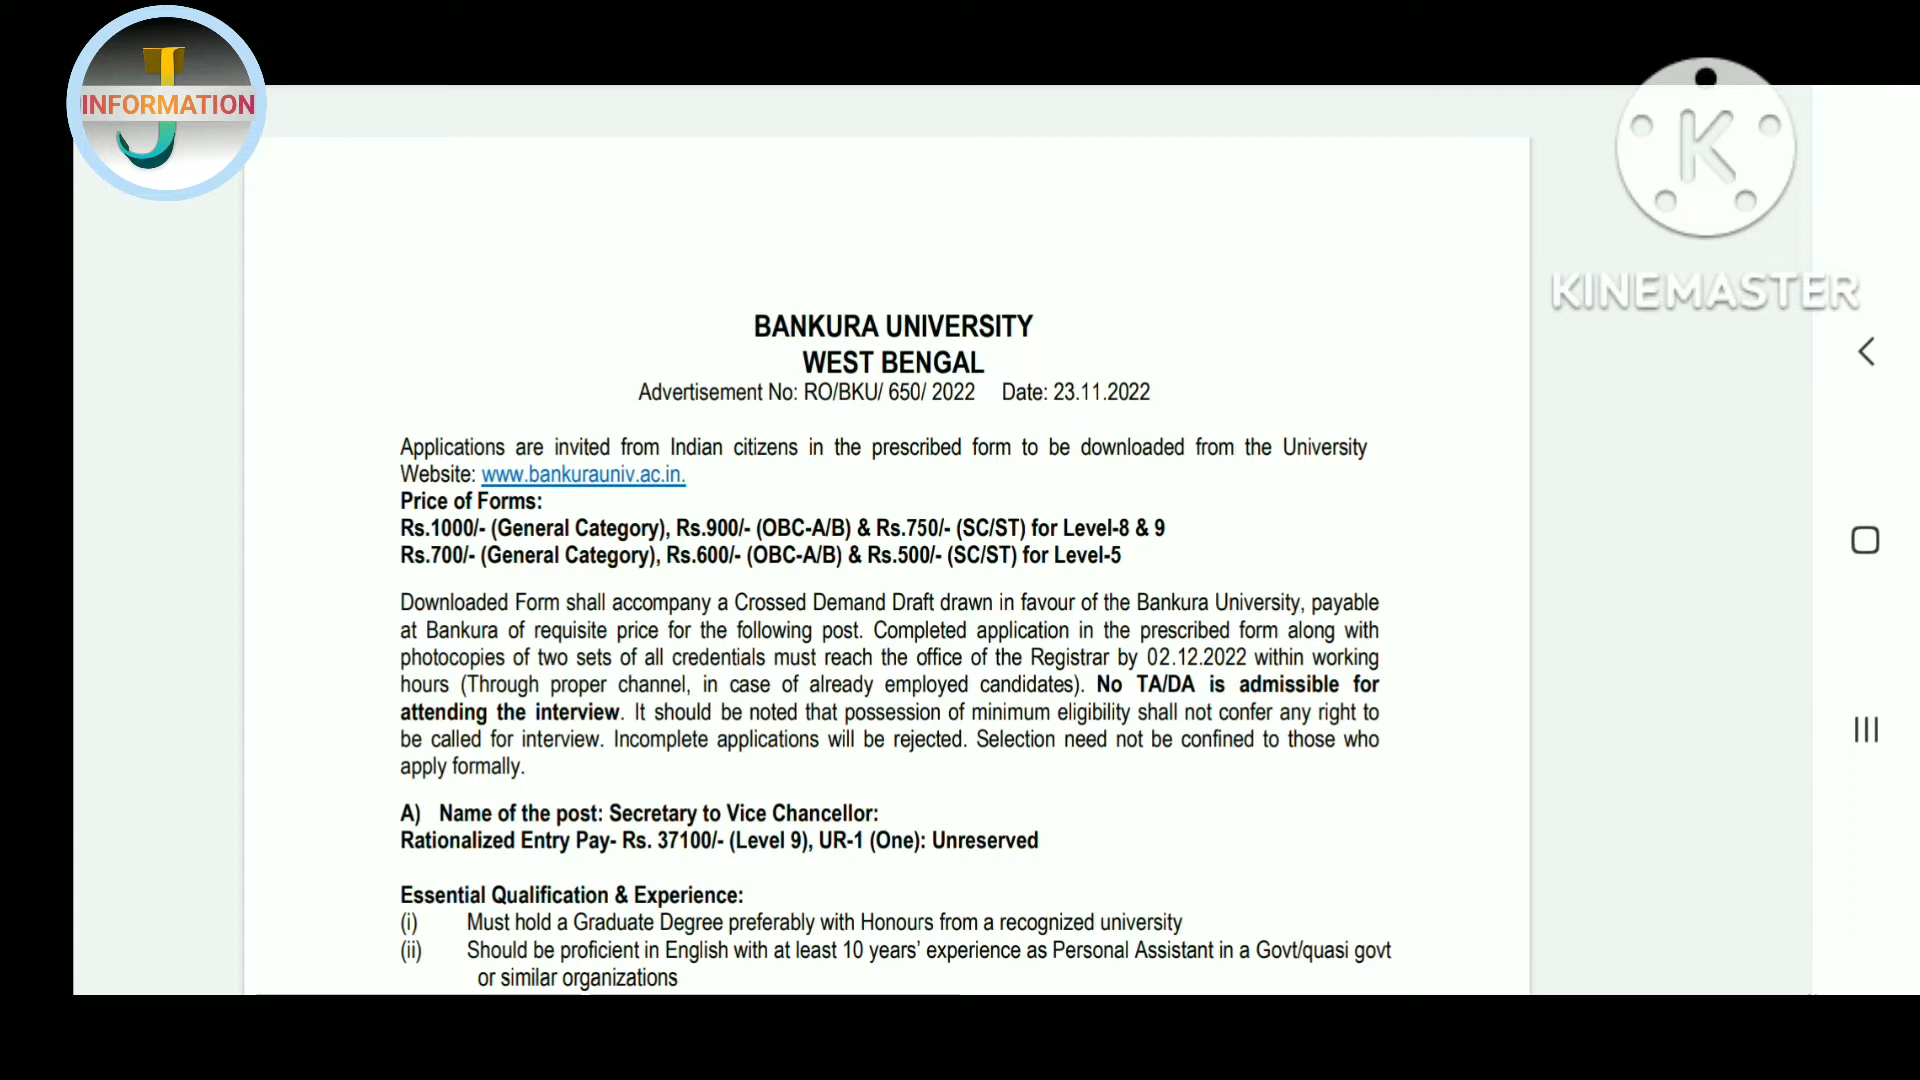 J
INFORMATION
K
KINEMASTER
BANKURA UNIVERSITY
WEST BENGAL
Advertisement No: RO/BKU/ 650/ 2022 Date: 23.11.2022
Applications are invited from Indian citizens in the prescribed form to be downloaded from the University
Website: www.bankurauniv.ac.in.
Price of Forms:
Rs.1000/- (General Category), Rs.900/- (OBC-A/B) & Rs.750/- (SC/ST) for Level-8 & 9
Rs.700/- (General Category), Rs.600/- (OBC-A/B) & Rs.500/- (SC/ST) for Level-5
Downloaded Form shall accompany a Crossed Demand Draft drawn in favour of the Bankura University, payable
at Bankura of requisite price for the following post. Completed application in the prescribed form along with
photocopies of two sets of all credentials must reach the office of the Registrar by 02.12.2022 within working
hours (Through proper channel, in case of already employed candidates). No TA/DA is admissible for
attending the interview. It should be noted that possession of minimum eligibility shall not confer any right to
be called for interview. Incomplete applications will be rejected. Selection need not be confined to those who
apply formally.
A) Name of the post: Secretary to Vice Chancellor:
Rationalized Entry Pay- Rs. 37100/- (Level 9), UR-1 (One): Unreserved
Essential Qualification & Experience:
(i) Must hold a Graduate Degree preferably with Honours from a recognized university
(ii) Should be proficient in English with at least 10 years' experience as Personal Assistant in a Govt/quasi govt
or similar organizations